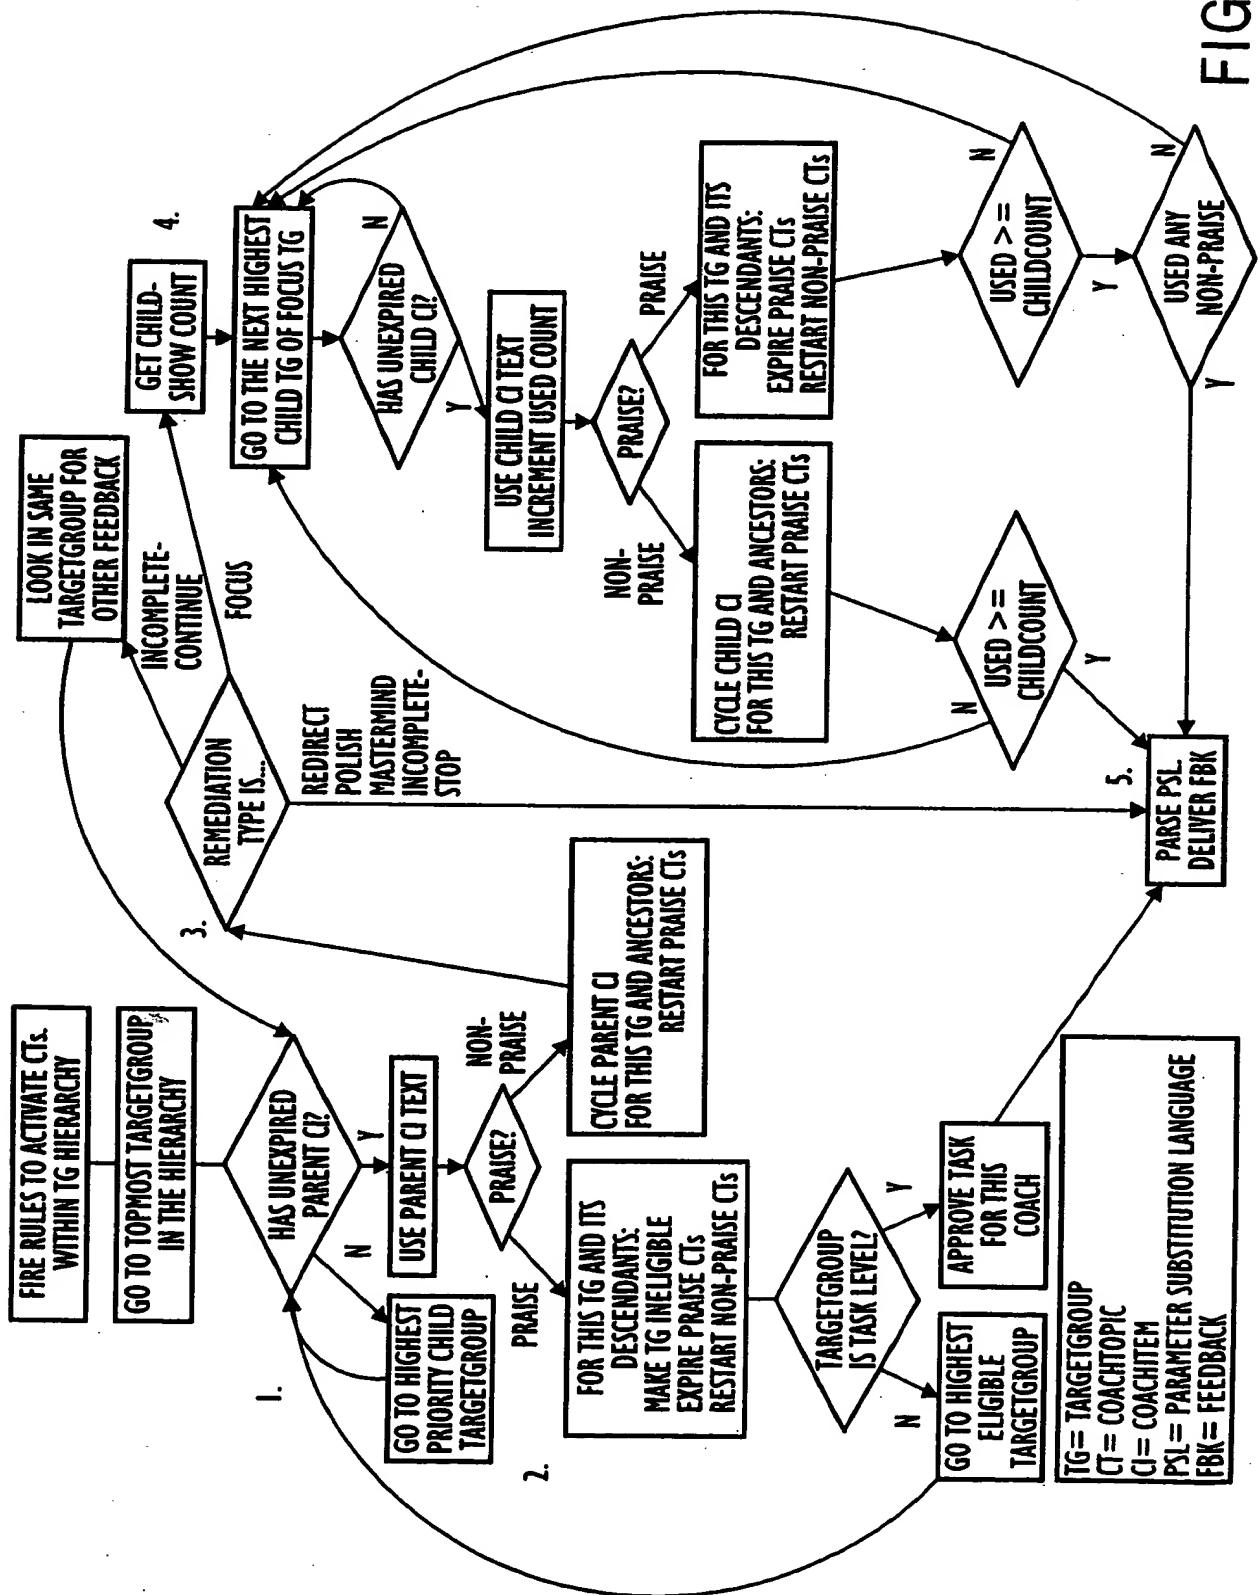 FIRE RULES TO ACTIVATE CTs.
WITHIN TG HIERARCHY
GO TO TOPMOST TARGETGROUP
IN THE HIERARCHY
1.
HAS UNEXPIRED
PARENT CI?
N
Y
GO TO HIGHEST
PRIORITY CHILD
TARGETGROUP
USE PARENT CI TEXT
2.
PRAISE?
PRAISE
NON-
PRAISE
FOR THIS TG AND ITS
DESCENDANTS:
MAKE TG INELIGIBLE
EXPIRE PRAISE CTs
RESTART NON-PRAISE CTs
CYCLE PARENT CI
FOR THIS TG AND ANCESTORS:
RESTART PRAISE CTs
TARGETGROUP
IS TASK LEVEL?
N
Y
GO TO HIGHEST
ELIGIBLE
TARGETGROUP
APPROVE TASK
FOR THIS
COACH
TG= TARGETGROUP
CT= COACHTOPIC
CI= COACHITEM
PSL= PARAMETER SUBSTITUTION LANGUAGE
FBK= FEEDBACK
3.
REMEDIATION
TYPE IS...
LOOK IN SAME
TARGETGROUP FOR
OTHER FEEDBACK
INCOMPLETE-
CONTINUE
FOCUS
REDIRECT
POLISH
MASTERMIND
INCOMPLETE-
STOP
GET CHILD-
SHOW COUNT
4.
GO TO THE NEXT HIGHEST
CHILD TG OF FOCUS TG
HAS UNEXPIRED
CHILD CI?
N
Y
USE CHILD CI TEXT
INCREMENT USED COUNT
PRAISE?
NON-
PRAISE
PRAISE
CYCLE CHILD CI
FOR THIS TG AND ANCESTORS:
RESTART PRAISE CTs
FOR THIS TG AND ITS
DESCENDANTS:
EXPIRE PRAISE CTs
RESTART NON-PRAISE CTs
USED >=
CHILDCOUNT
N
Y
USED >=
CHILDCOUNT
N
Y
USED ANY
NON-PRAISE
N
Y
5.
PARSE PSL.
DELIVER FBK
FIG